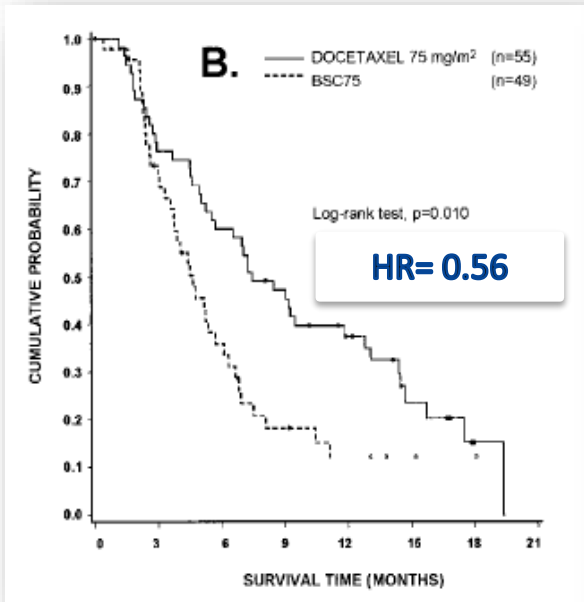 B.
DOCETAXEL 75 mg/m² (n=55)
BSC75 (n=49)
Log-rank test, p=0.010
HR= 0.56
CUMULATIVE PROBABILITY
1.0
0.9
0.8
0.7
0.6
0.5
0.4
0.3
0.2
0.1
0.0
0 3 6 9 12 15 18 21
SURVIVAL TIME (MONTHS)